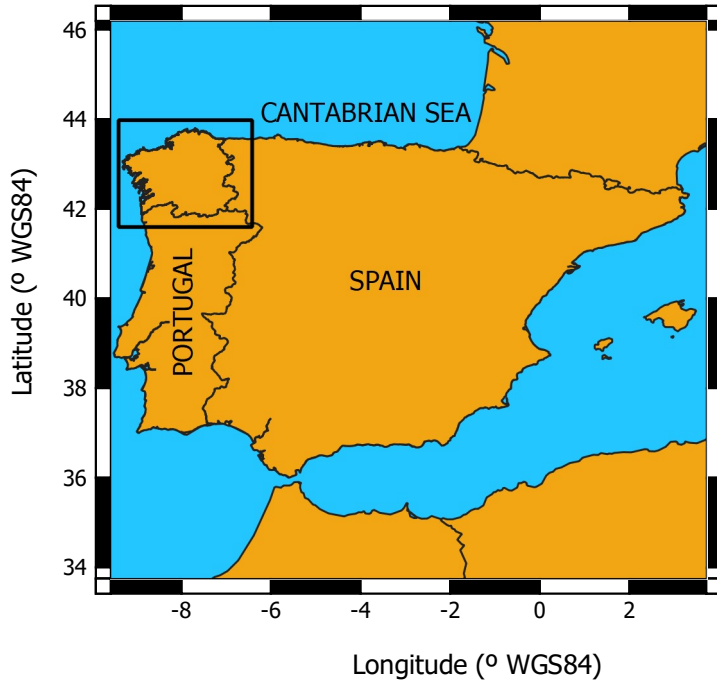 46
44
42
40
38
36
34
Latitude (º WGS84)
CANTABRIAN SEA
SPAIN
PORTUGAL
-8
-6
-4
-2
0
2
Longitude (º WGS84)